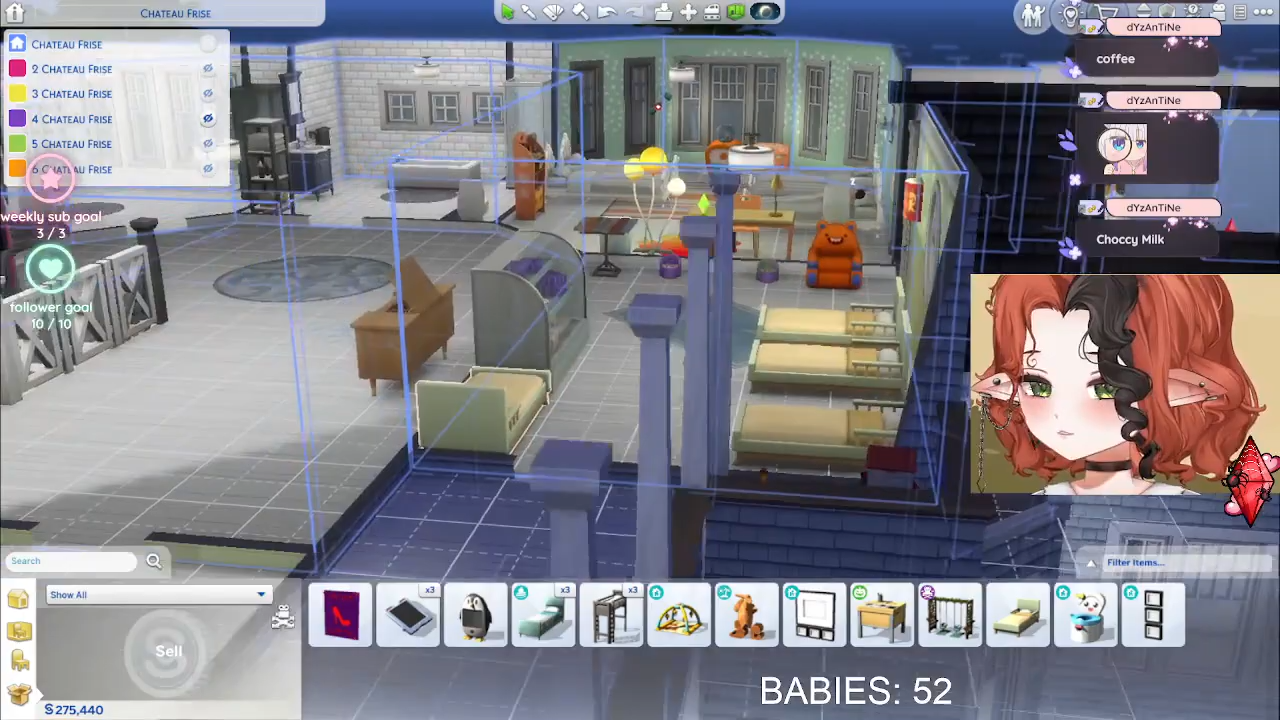 CHATEAU FRISE
CHATEAU FRISE
2 CHATEAU FRISE
3 CHATEAU FRISE
4 CHATEAU FRISE
5 CHATEAU FRISE
6 CHATEAU FRISE
weekly sub goal
3 / 3
follower goal
10 / 10
dYzAnTiNe
coffee
dYzAnTiNe
dYzAnTiNe
Choccy Milk
Search
Filter Items...
Show All
x3
x3
x3
Sell
§275,440
BABIES: 52